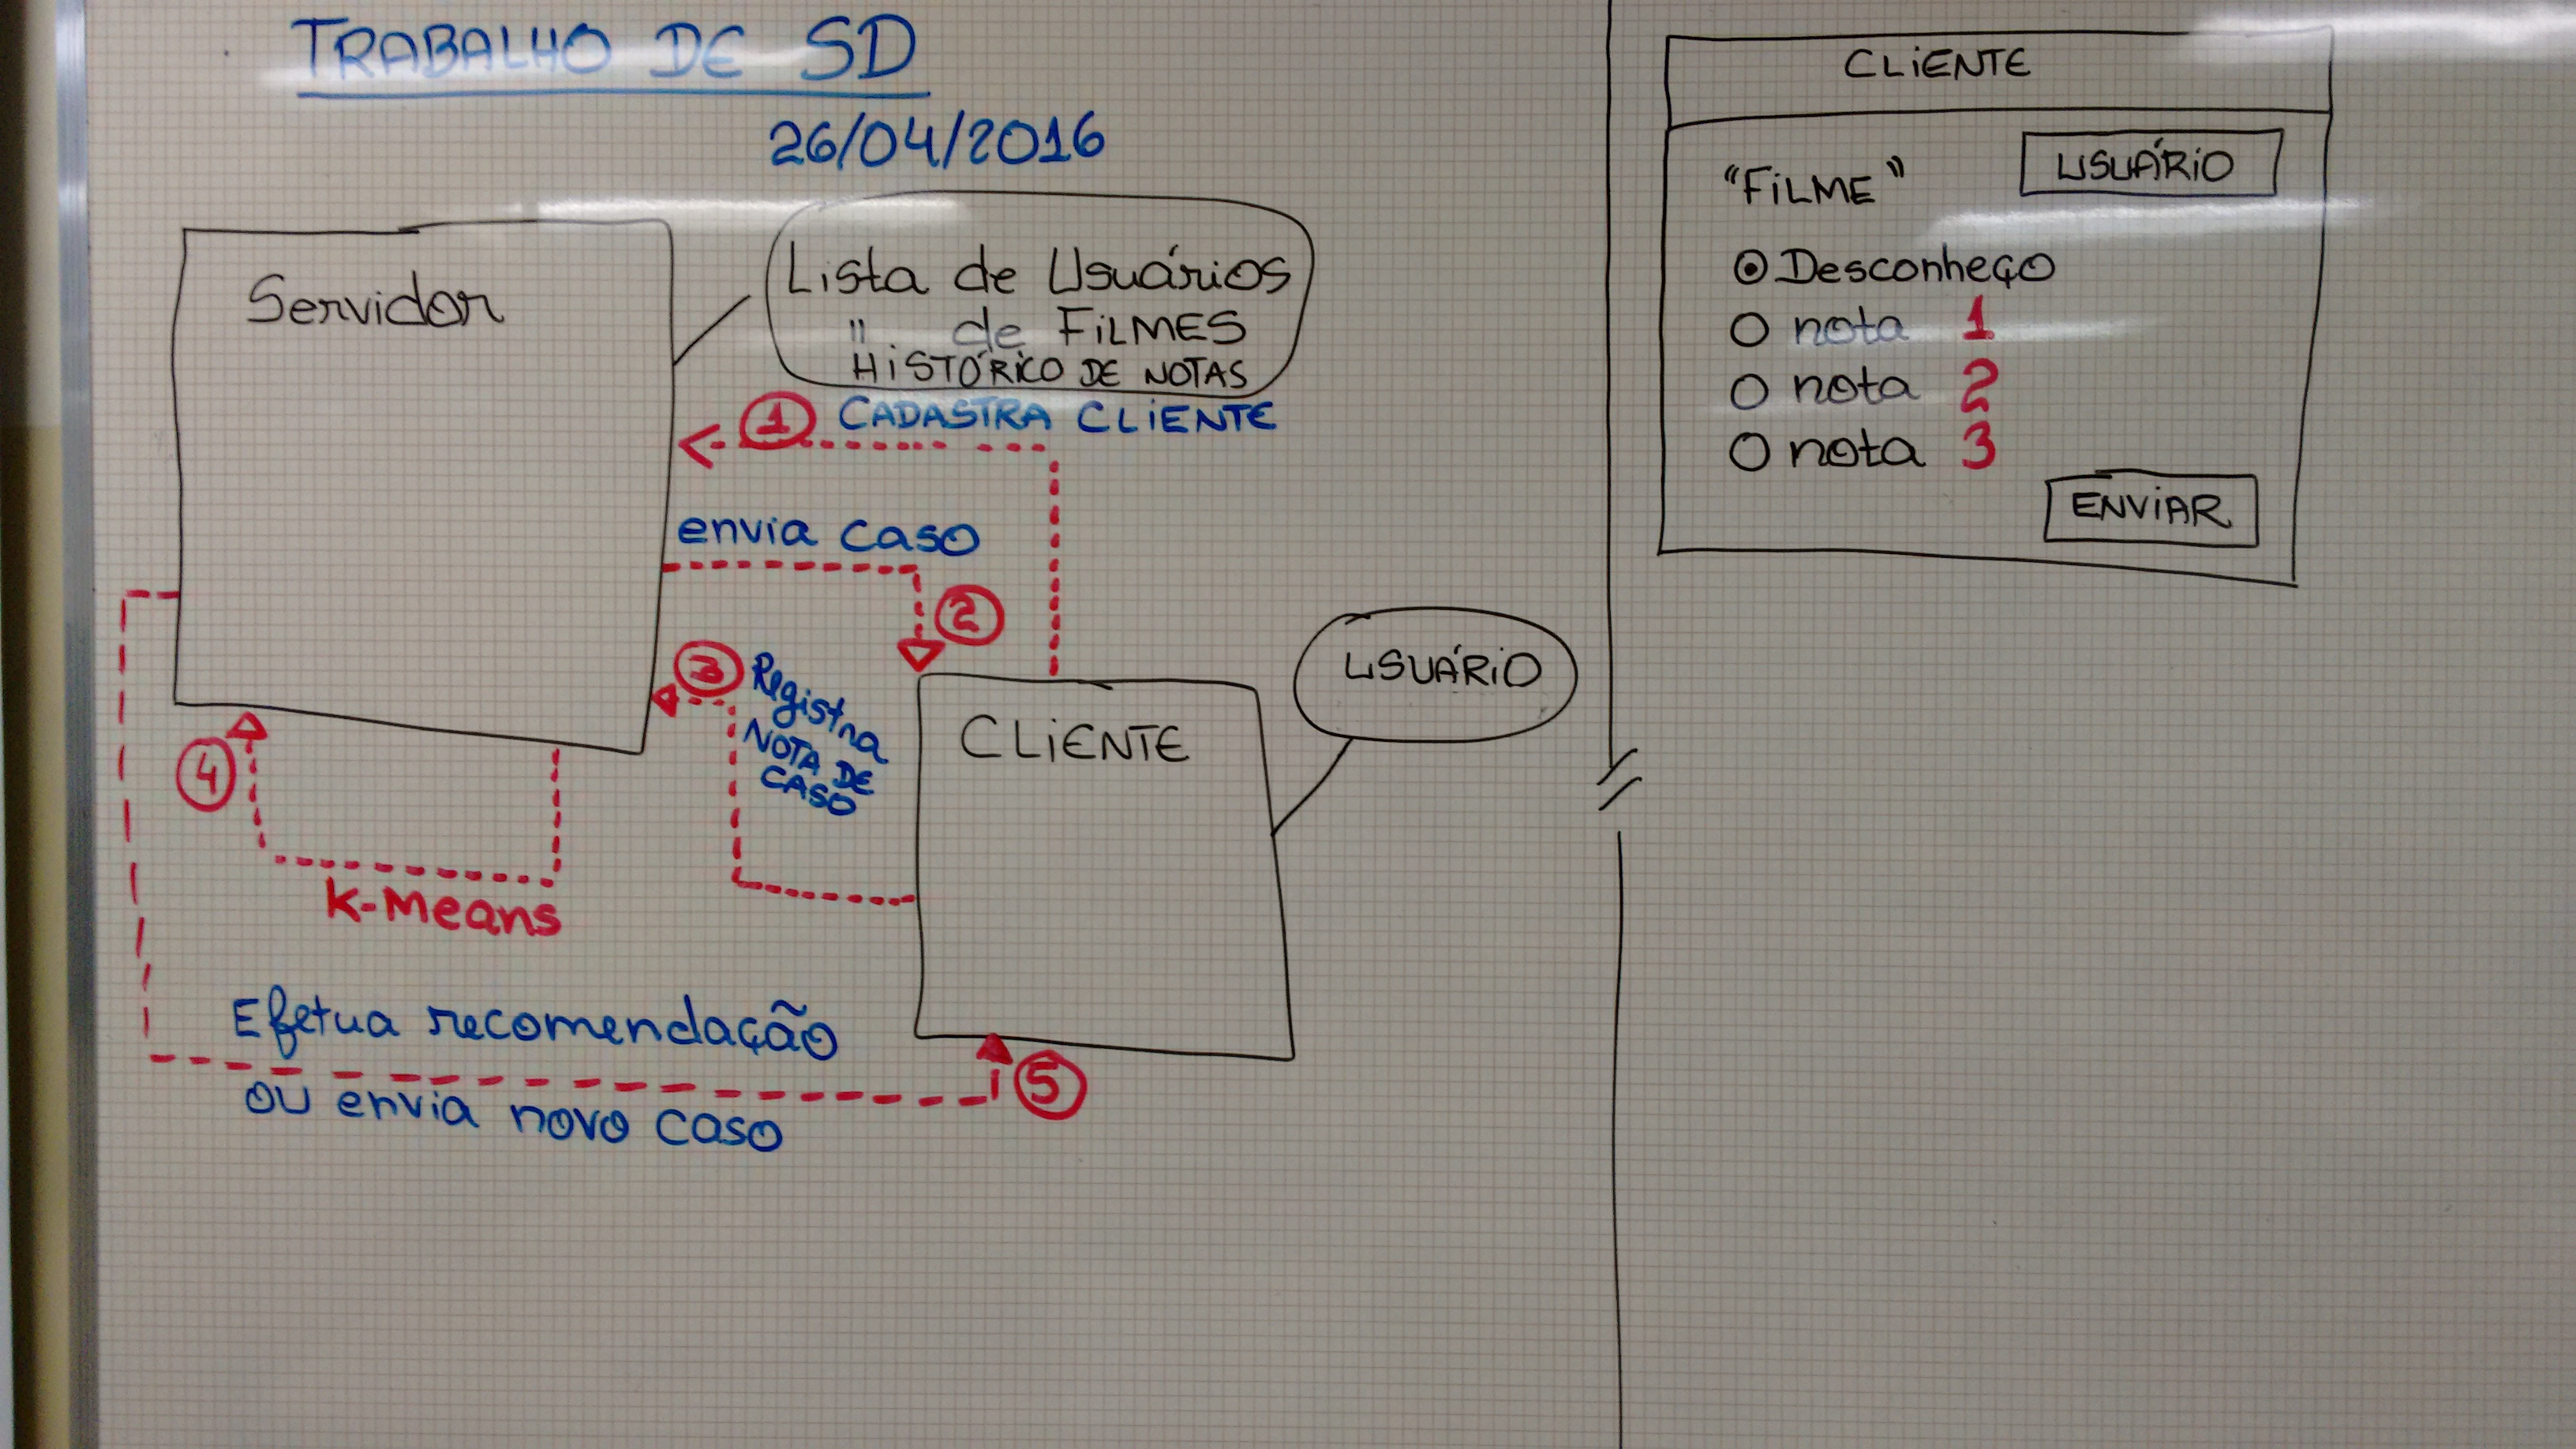 TRABALHO DE SD
26/04/2016
Servidor
Lista de Usuários
" de FiLMES
HiSTÓRiCO DE NOTAS
1 CADASTRA CLiENTE
envia caso
2
3 Registra
NOTA DE
CASO
4
K-Means
CLiENTE
USUÁRiO
Efetua recomendação
ou envia novo caso
5
CLiENTE
"FiLME"
USUÁRiO
Desconheço
nota 1
nota 2
nota 3
ENViAR